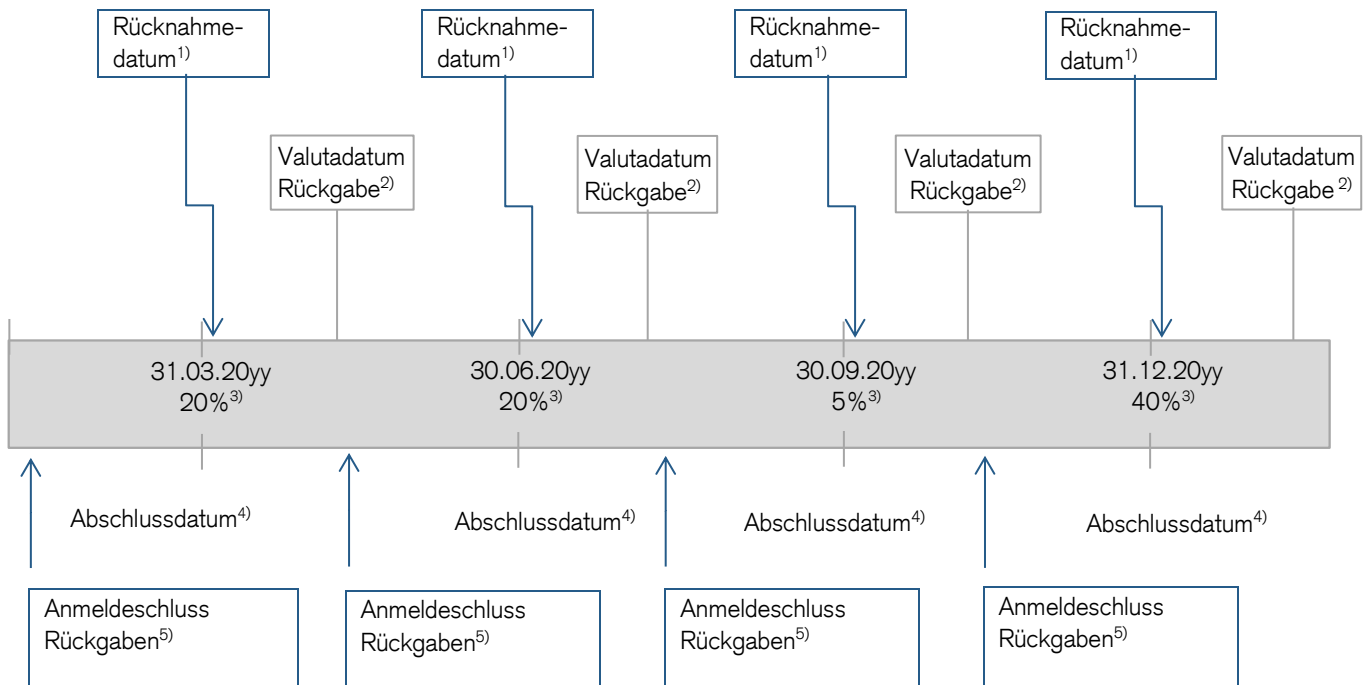 Rücknahme-
datum1)
Rücknahme-
datum1)
Rücknahme-
datum1)
Rücknahme-
datum1)
Valutadatum
Rückgabe2)
Valutadatum
Rückgabe2)
Valutadatum
Rückgabe2)
Valutadatum
Rückgabe 2)
31.03.20yy
20%3)
30.06.20yy
20%3)
30.09.20yy
5%3)
31.12.20yy
40%3)
Abschlussdatum4)
Abschlussdatum4)
Abschlussdatum4)
Abschlussdatum4)
Anmeldeschluss
Rückgaben5)
Anmeldeschluss
Rückgaben5)
Anmeldeschluss
Rückgaben5)
Anmeldeschluss
Rückgaben5)